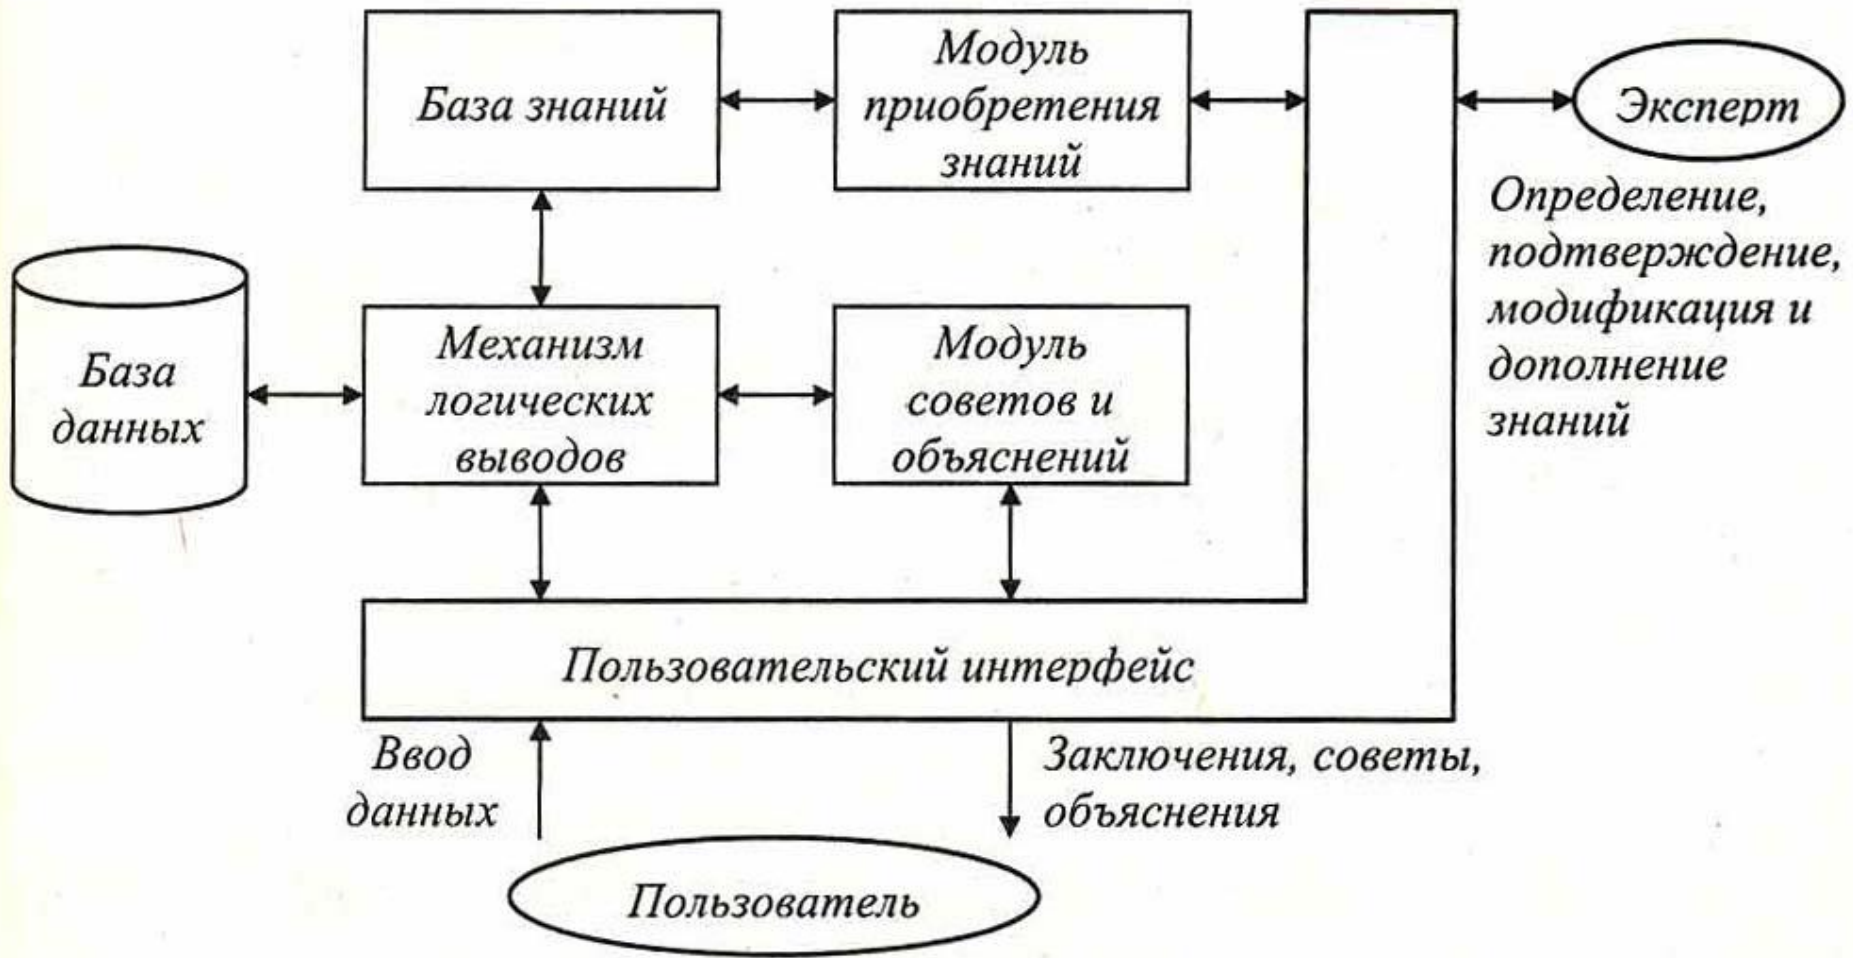 База знаний
Модуль
приобретения
знаний
Эксперт
Определение,
подтверждение,
модификация и
дополнение
знаний
База
данных
Механизм
логических
выводов
Модуль
советов и
объяснений
Пользовательский интерфейс
Ввод
данных
Заключения, советы,
объяснения
Пользователь